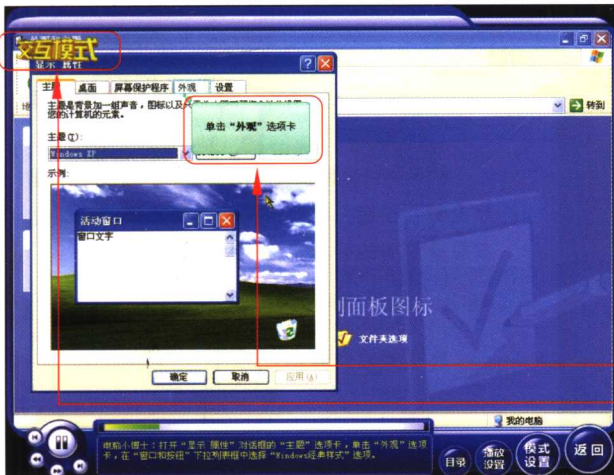 交互模式
显示 属性
主题
桌面
屏幕保护程序
外观
设置
主题是背景加一组声音，图标以及
您的计算机的元素。
单击“外观”选项卡
转到
主题(T):
Windows XP
示例:
活动窗口
窗口文字
面板图标
文件夹选项
确定
取消
应用(A)
我的电脑
电脑小博士：打开“显示 属性”对话框的“主题”选项卡，单击“外观”选项
卡，在“窗口和按钮”下拉列表框中选择“Windows经典样式”选项。
目录
播放
设置
模式
设置
返回